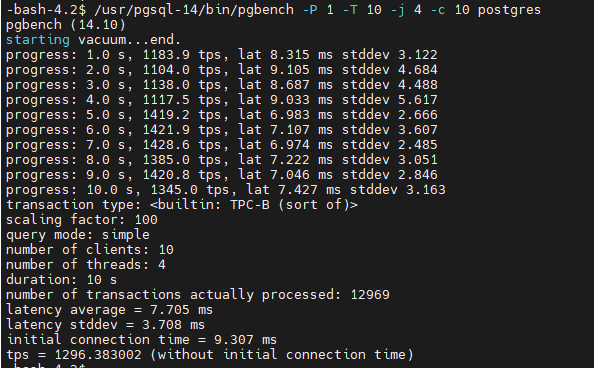 -bash-4.2$ /usr/pgsql-14/bin/pgbench -P 1 -T 10 -j 4 -c 10 postgres
pgbench (14.10)
starting vacuum...end.
progress: 1.0 s, 1183.9 tps, lat 8.315 ms stddev 3.122
progress: 2.0 s, 1104.0 tps, lat 9.105 ms stddev 4.684
progress: 3.0 s, 1138.0 tps, lat 8.687 ms stddev 4.488
progress: 4.0 s, 1117.5 tps, lat 9.033 ms stddev 5.617
progress: 5.0 s, 1419.2 tps, lat 6.983 ms stddev 2.666
progress: 6.0 s, 1421.9 tps, lat 7.107 ms stddev 3.607
progress: 7.0 s, 1428.6 tps, lat 6.974 ms stddev 2.485
progress: 8.0 s, 1385.0 tps, lat 7.222 ms stddev 3.051
progress: 9.0 s, 1420.8 tps, lat 7.046 ms stddev 2.846
progress: 10.0 s, 1345.0 tps, lat 7.427 ms stddev 3.163
transaction type: <builtin: TPC-B (sort of)>
scaling factor: 100
query mode: simple
number of clients: 10
number of threads: 4
duration: 10 s
number of transactions actually processed: 12969
latency average = 7.705 ms
latency stddev = 3.708 ms
initial connection time = 9.307 ms
tps = 1296.383002 (without initial connection time)
-bash-4.2$